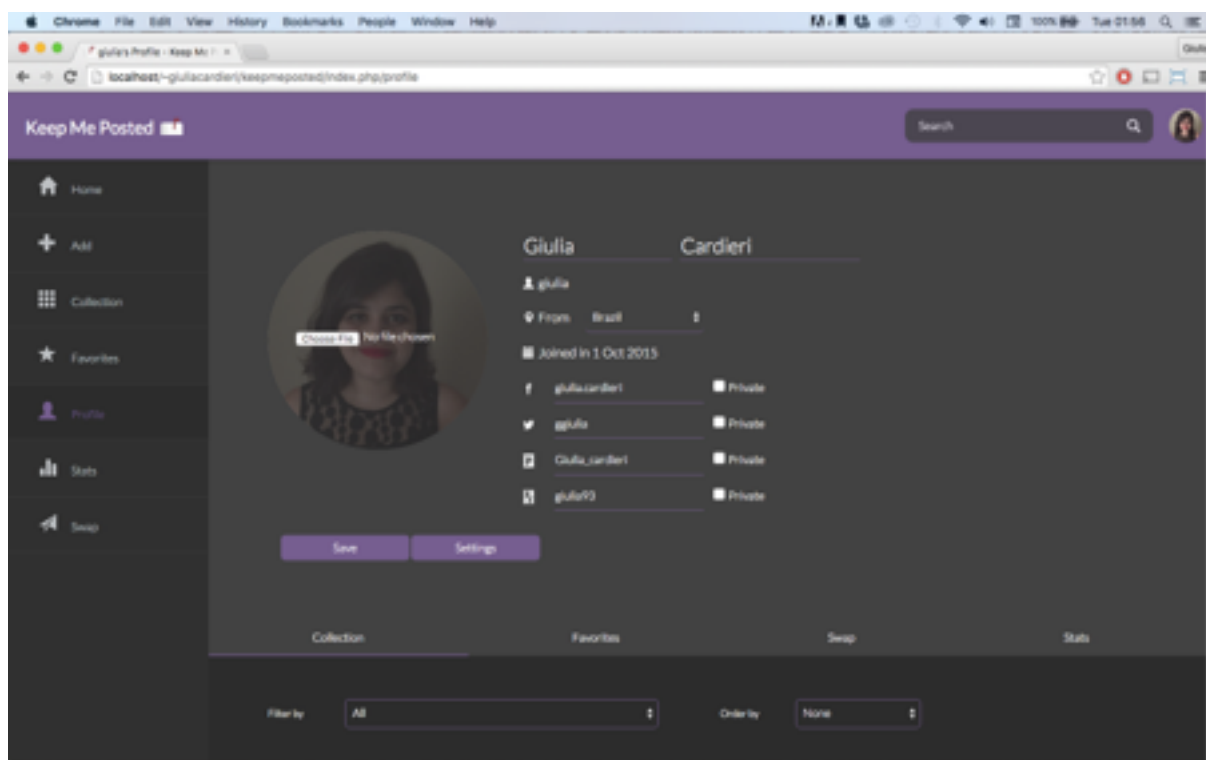 Chrome File Edit View History Bookmarks People Window Help
100% Tue 01:56
giulia's Profile - Keep Me
localhost/~giuliacardieri/keepmeposted/index.php/profile
Keep Me Posted
Search
Home
Add
Collection
Favorites
Profile
Stats
Swap
Giulia Cardieri
giulia
From Brazil
Choose File No file chosen
Joined in 1 Oct 2015
giulia.cardieri Private
ggiulia Private
Giulia_cardieri Private
giulia93 Private
Save Settings
Collection Favorites Swap Stats
Filter by All Order by None